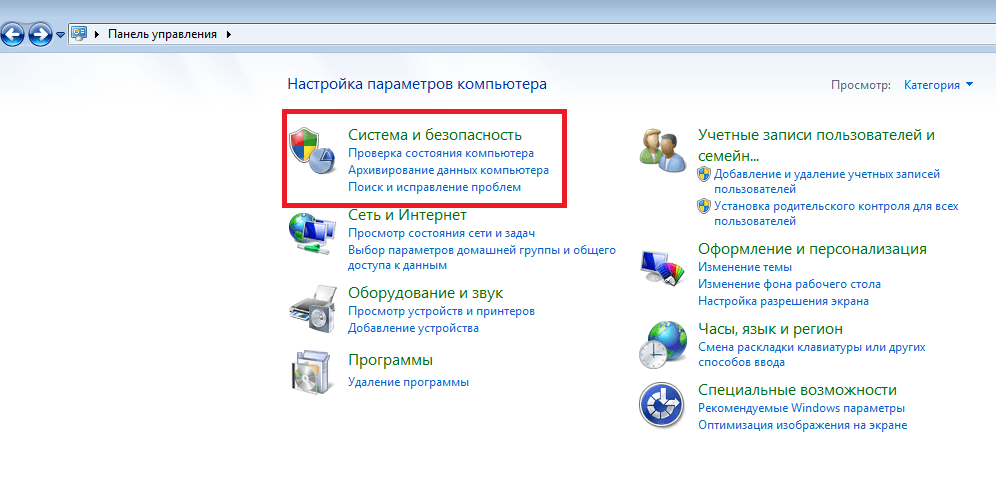 Панель управления
Настройка параметров компьютера
Просмотр: Категория
Система и безопасность
Проверка состояния компьютера
Архивирование данных компьютера
Поиск и исправление проблем
Сеть и Интернет
Просмотр состояния сети и задач
Выбор параметров домашней группы и общего
доступа к данным
Оборудование и звук
Просмотр устройств и принтеров
Добавление устройства
Программы
Удаление программы
Учетные записи пользователей и
семейн...
Добавление и удаление учетных записей
пользователей
Установка родительского контроля для всех
пользователей
Оформление и персонализация
Изменение темы
Изменение фона рабочего стола
Настройка разрешения экрана
Часы, язык и регион
Смена раскладки клавиатуры или других
способов ввода
Специальные возможности
Рекомендуемые Windows параметры
Оптимизация изображения на экране